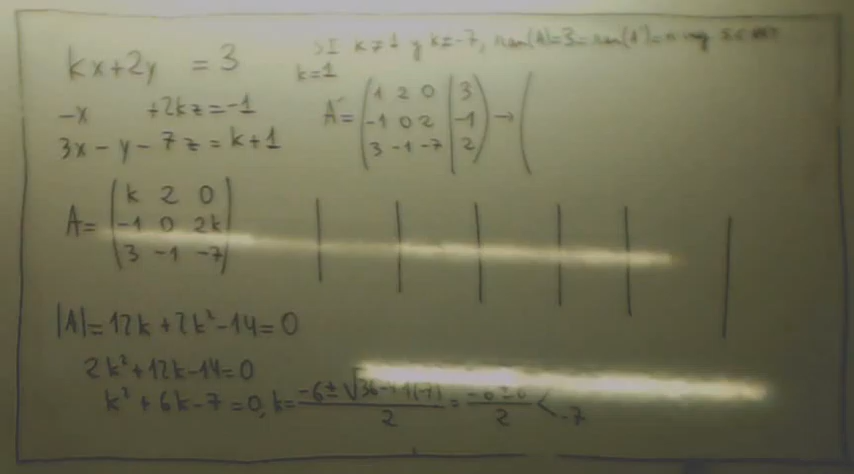 kx+2y = 3
-x +2kz=-1
3x-y-7z=k+1
A= (k 2 0
-1 0 2k
3 -1 -7)
|A|=12k+2k²-14=0
2k²+12k-14=0
k²+6k-7=0, k= -6±√36-4·1(-7) / 2 = / 2 < -7
SI k≠1 y k≠-7, ran(A)=3=ran(A')=n
k=1
A'= (1 2 0 | 3
-1 0 2 | -1
3 -1 -7 | 2) → (